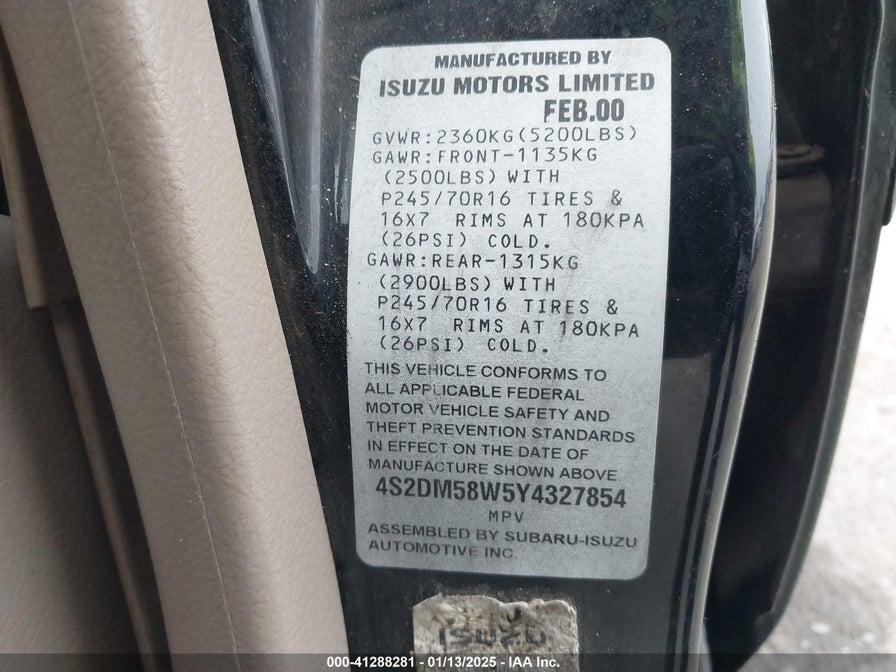 MANUFACTURED BY
ISUZU MOTORS LIMITED
FEB.00
GVWR:2360KG(5200LBS)
GAWR:FRONT-1135KG
(2500LBS) WITH
P245/70R16 TIRES &
16X7 RIMS AT 180KPA
(26PSI) COLD.
GAWR:REAR-1315KG
(2900LBS) WITH
P245/70R16 TIRES &
16X7 RIMS AT 180KPA
(26PSI) COLD.
THIS VEHICLE CONFORMS TO
ALL APPLICABLE FEDERAL
MOTOR VEHICLE SAFETY AND
THEFT PREVENTION STANDARDS
IN EFFECT ON THE DATE OF
MANUFACTURE SHOWN ABOVE.
4S2DM58W5Y4327854
MPV
ASSEMBLED BY SUBARU-ISUZU
AUTOMOTIVE INC.
ISUZU
000-41288281 - 01/13/2025 - IAA Inc.